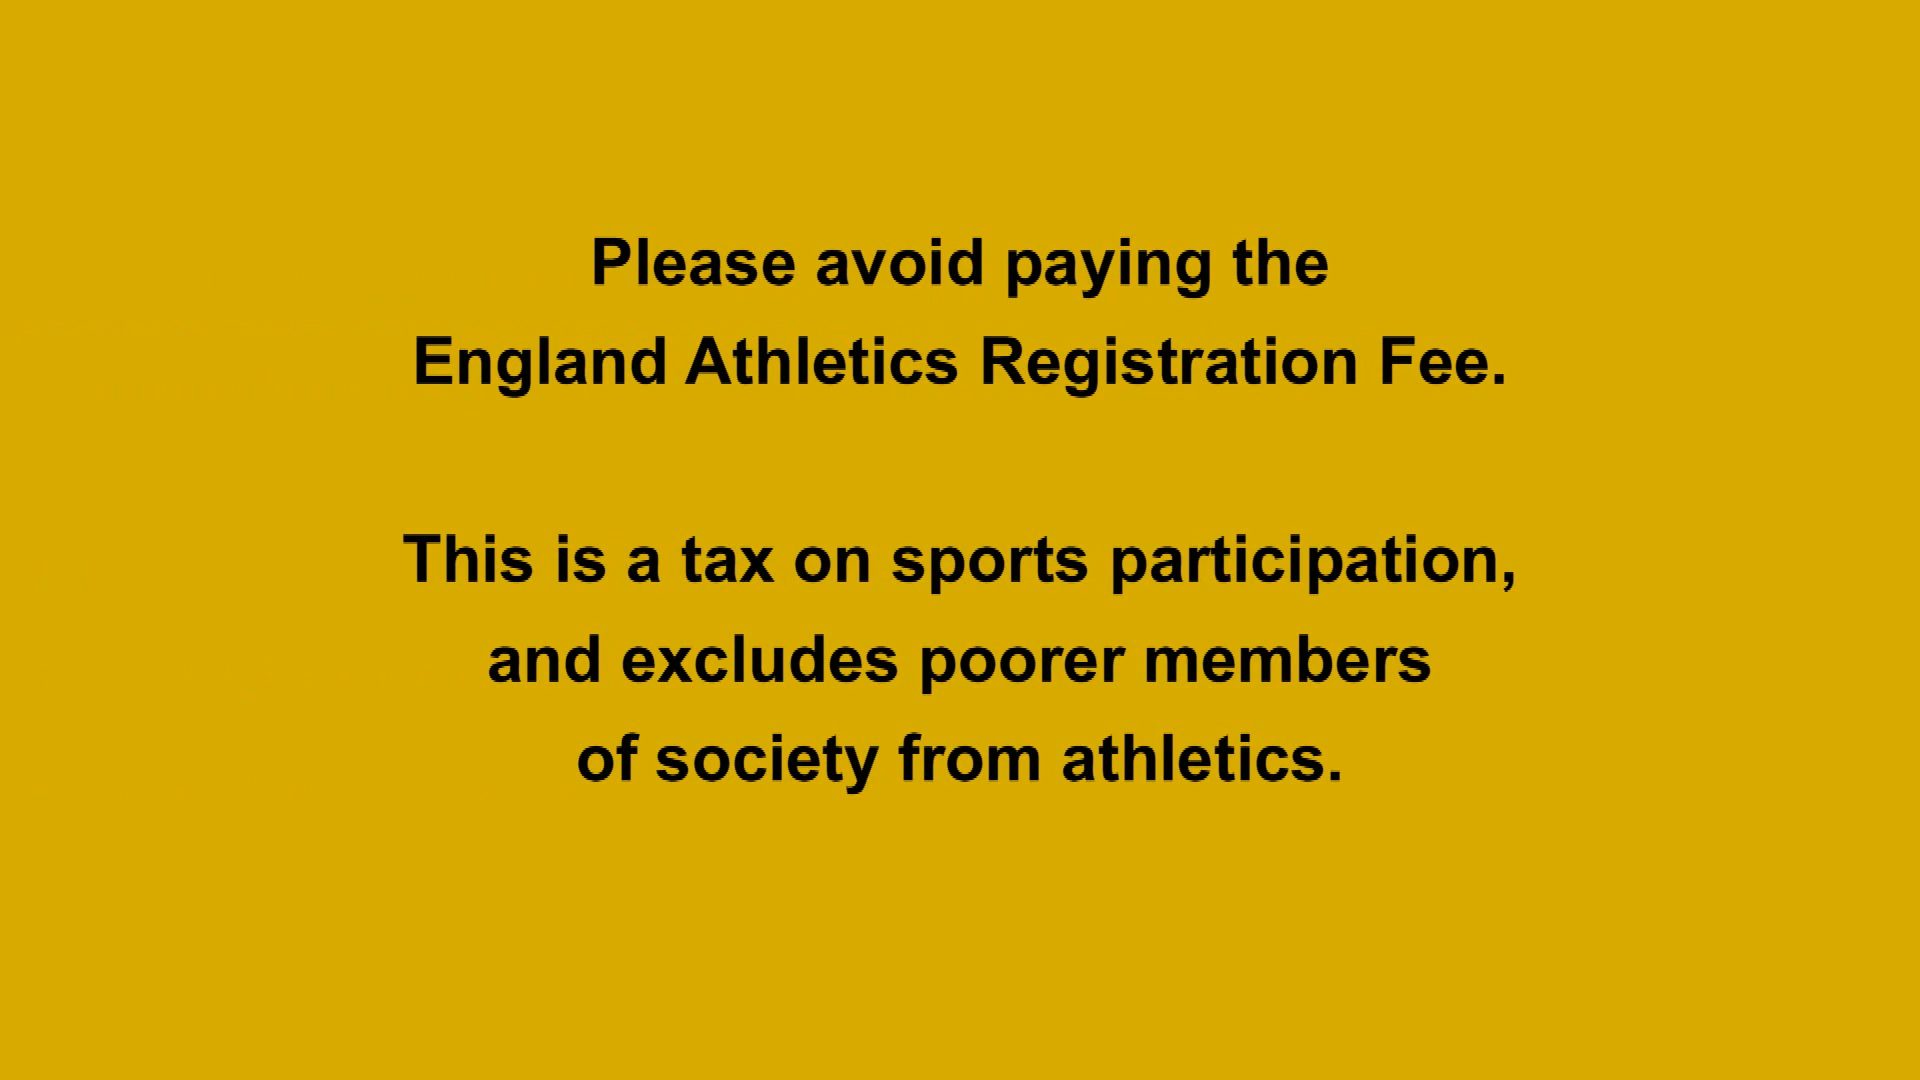 Please avoid paying the
England Athletics Registration Fee.
This is a tax on sports participation,
and excludes poorer members
of society from athletics.